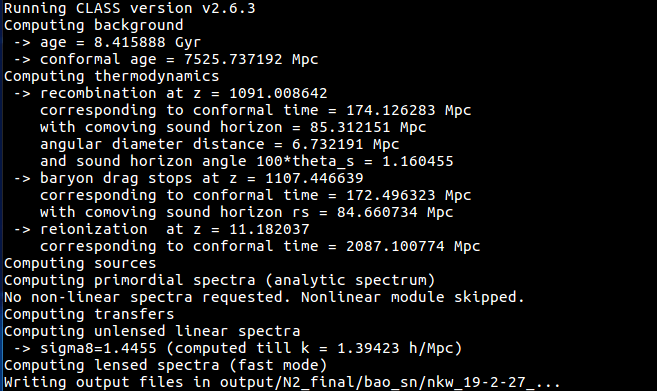 Running CLASS version v2.6.3
Computing background
 -> age = 8.415888 Gyr
 -> conformal age = 7525.737192 Mpc
Computing thermodynamics
 -> recombination at z = 1091.008642
    corresponding to conformal time = 174.126283 Mpc
    with comoving sound horizon = 85.312151 Mpc
    angular diameter distance = 6.732191 Mpc
    and sound horizon angle 100*theta_s = 1.160455
 -> baryon drag stops at z = 1107.446639
    corresponding to conformal time = 172.496323 Mpc
    with comoving sound horizon rs = 84.660734 Mpc
 -> reionization  at z = 11.182037
    corresponding to conformal time = 2087.100774 Mpc
Computing sources
Computing primordial spectra (analytic spectrum)
No non-linear spectra requested. Nonlinear module skipped.
Computing transfers
Computing unlensed linear spectra
 -> sigma8=1.4455 (computed till k = 1.39423 h/Mpc)
Computing lensed spectra (fast mode)
Writing output files in output/N2_final/bao_sn/nkw_19-2-27_...